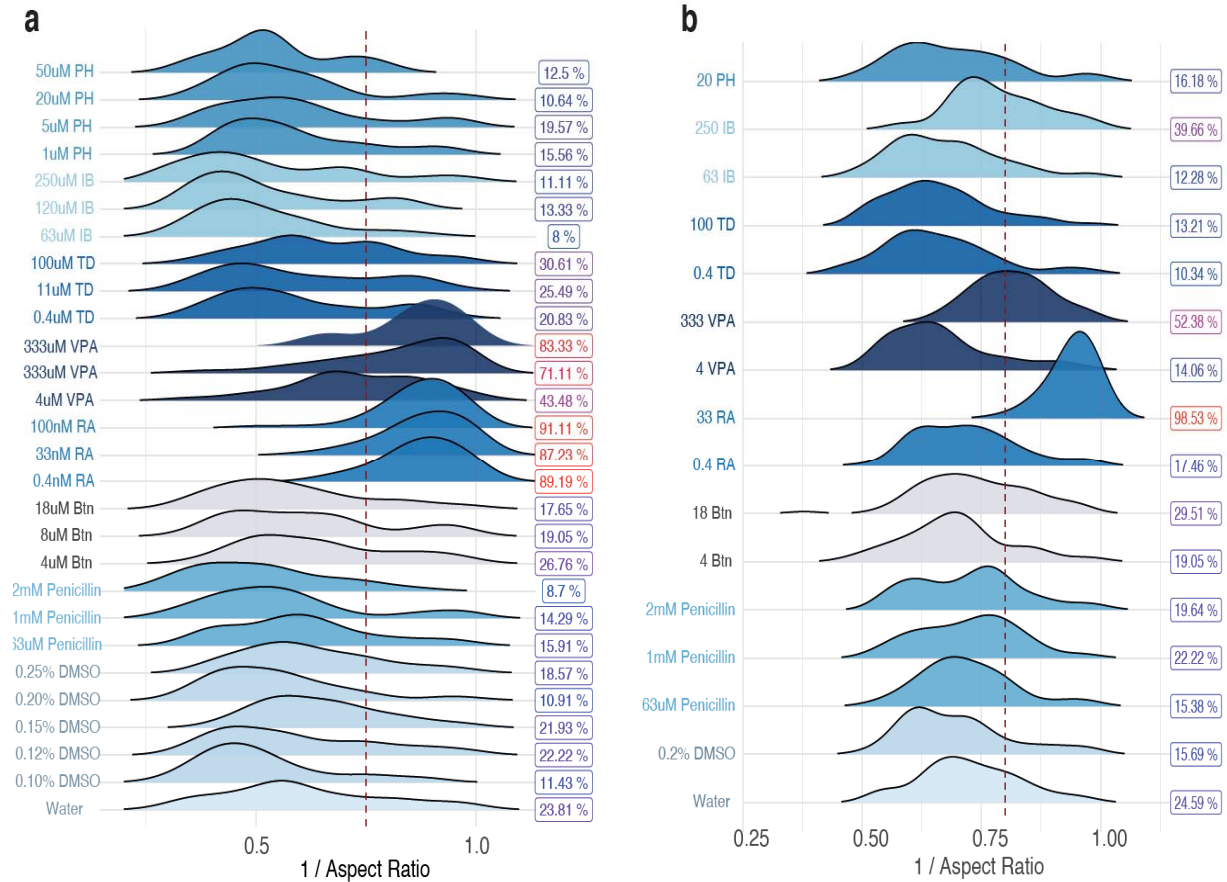 a
50uM PH 12.5 %
20uM PH 10.64 %
5uM PH 19.57 %
1uM PH 15.56 %
250uM IB 11.11 %
120uM IB 13.33 %
63uM IB 8 %
100uM TD 30.61 %
11uM TD 25.49 %
0.4uM TD 20.83 %
333uM VPA 83.33 %
333uM VPA 71.11 %
4uM VPA 43.48 %
100nM RA 91.11 %
33nM RA 87.23 %
0.4nM RA 89.19 %
18uM Btn 17.65 %
8uM Btn 19.05 %
4uM Btn 26.76 %
2mM Penicillin 8.7 %
1mM Penicillin 14.29 %
63uM Penicillin 15.91 %
0.25% DMSO 18.57 %
0.20% DMSO 10.91 %
0.15% DMSO 21.93 %
0.12% DMSO 22.22 %
0.10% DMSO 11.43 %
Water 23.81 %
0.5 1.0
1 / Aspect Ratio
b
20 PH 16.18 %
250 IB 39.66 %
63 IB 12.28 %
100 TD 13.21 %
0.4 TD 10.34 %
333 VPA 52.38 %
4 VPA 14.06 %
33 RA 98.53 %
0.4 RA 17.46 %
18 Btn 29.51 %
4 Btn 19.05 %
2mM Penicillin 19.64 %
1mM Penicillin 22.22 %
63uM Penicillin 15.38 %
0.2% DMSO 15.69 %
Water 24.59 %
0.25 0.50 0.75 1.00
1 / Aspect Ratio